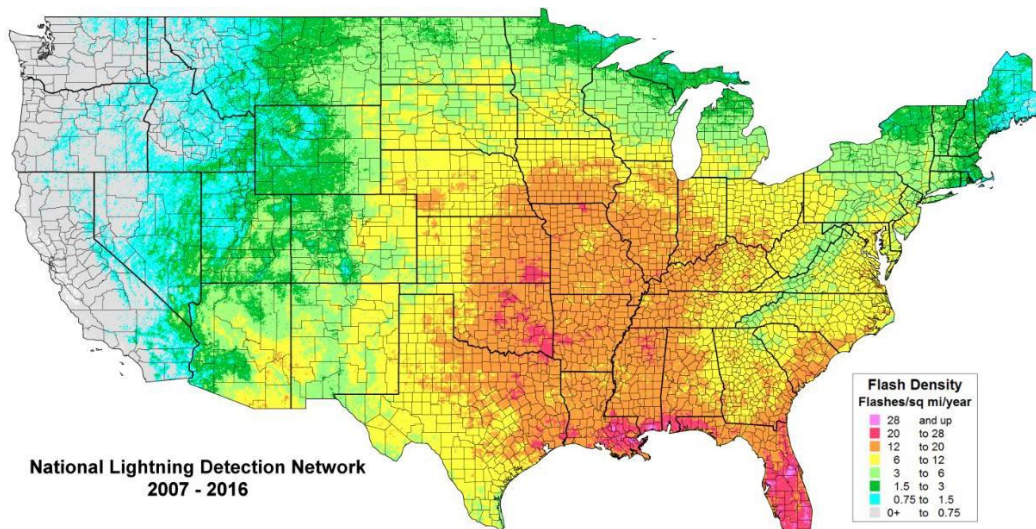 Flash Density
Flashes/sq mi/year
28 and up
20 to 28
12 to 20
6 to 12
3 to 6
1.5 to 3
0.75 to 1.5
0+ to 0.75
National Lightning Detection Network
2007 - 2016